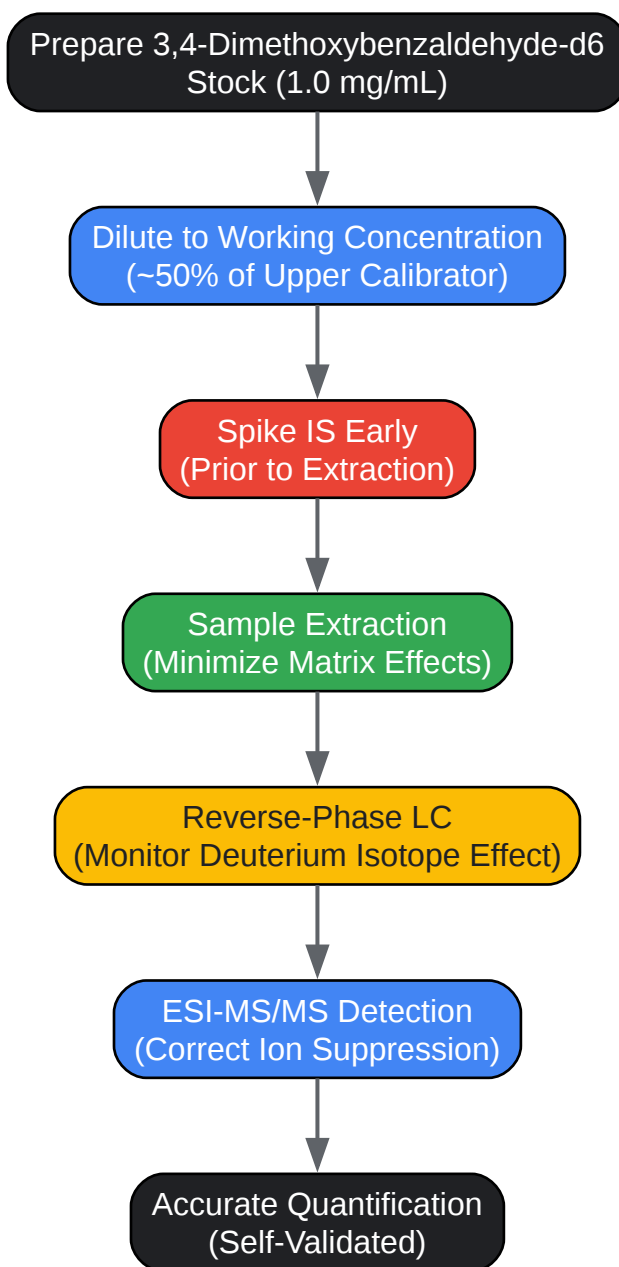 Prepare 3,4-Dimethoxybenzaldehyde-d6
Stock (1.0 mg/mL)
Dilute to Working Concentration
(~50% of Upper Calibrator)
Spike IS Early
(Prior to Extraction)
Sample Extraction
(Minimize Matrix Effects)
Reverse-Phase LC
(Monitor Deuterium Isotope Effect)
ESI-MS/MS Detection
(Correct Ion Suppression)
Accurate Quantification
(Self-Validated)